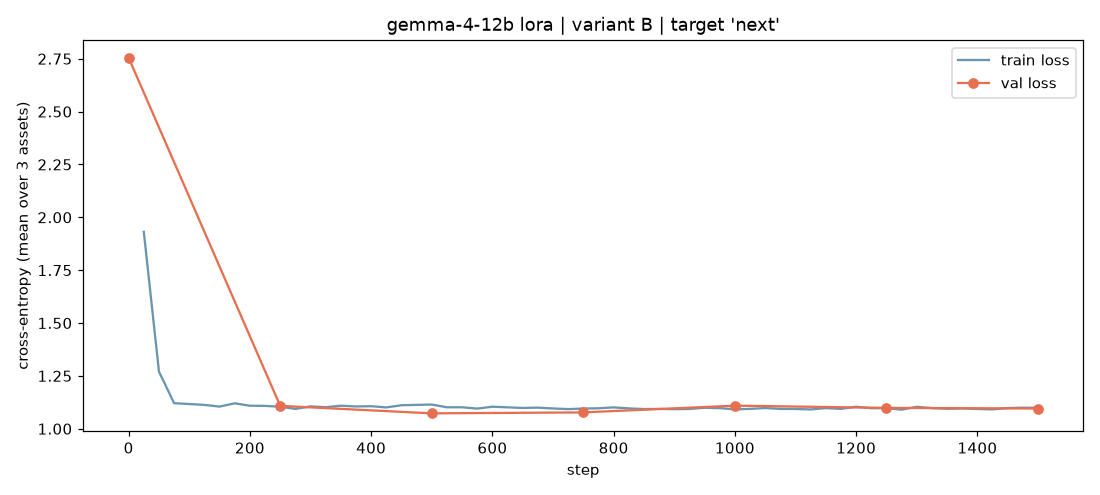 gemma-4-12b lora | variant B | target 'next'
train loss
val loss
cross-entropy (mean over 3 assets)
2.75
2.50
2.25
2.00
1.75
1.50
1.25
1.00
0 200 400 600 800 1000 1200 1400
step